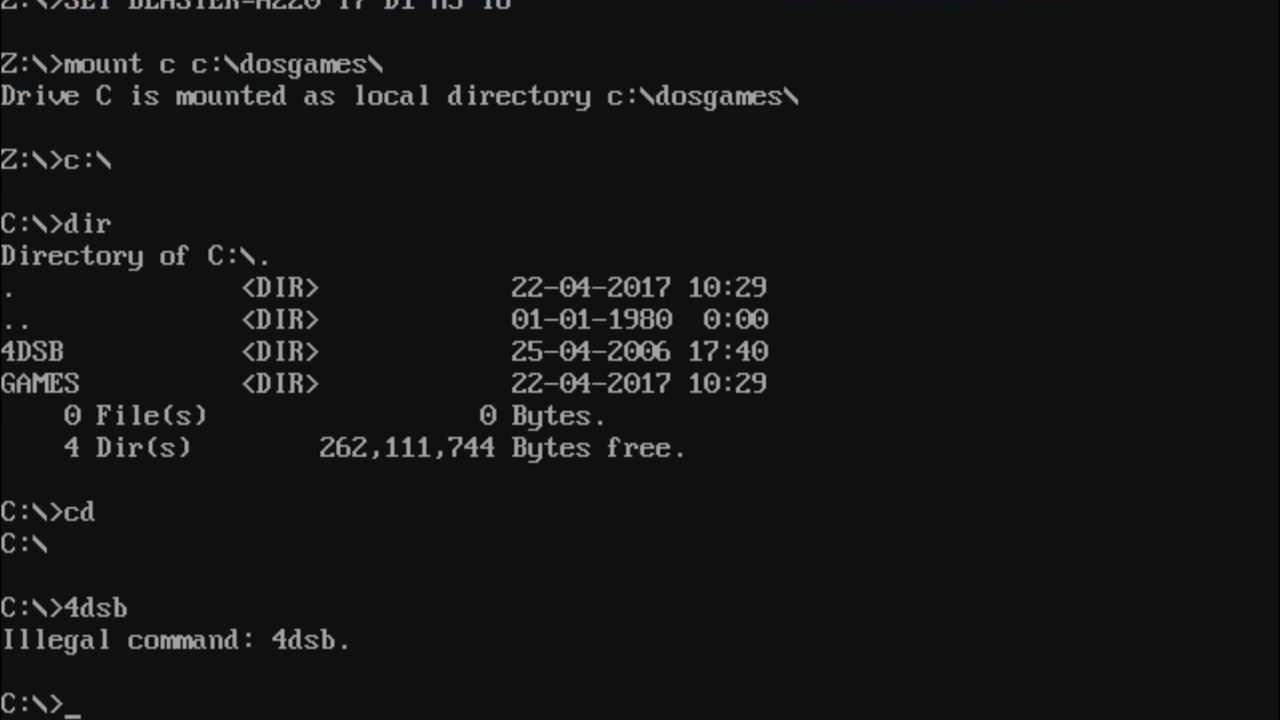 Z:\>SET BLASTER=A220 I7 D1 H5 T6
Z:\>mount c c:\dosgames\
Drive C is mounted as local directory c:\dosgames\
Z:\>c:\
C:\>dir
Directory of C:\.
. <DIR> 22-04-2017 10:29
.. <DIR> 01-01-1980 0:00
4DSB <DIR> 25-04-2006 17:40
GAMES <DIR> 22-04-2017 10:29
0 File(s) 0 Bytes.
4 Dir(s) 262,111,744 Bytes free.
C:\>cd
C:\
C:\>4dsb
Illegal command: 4dsb.
C:\>_